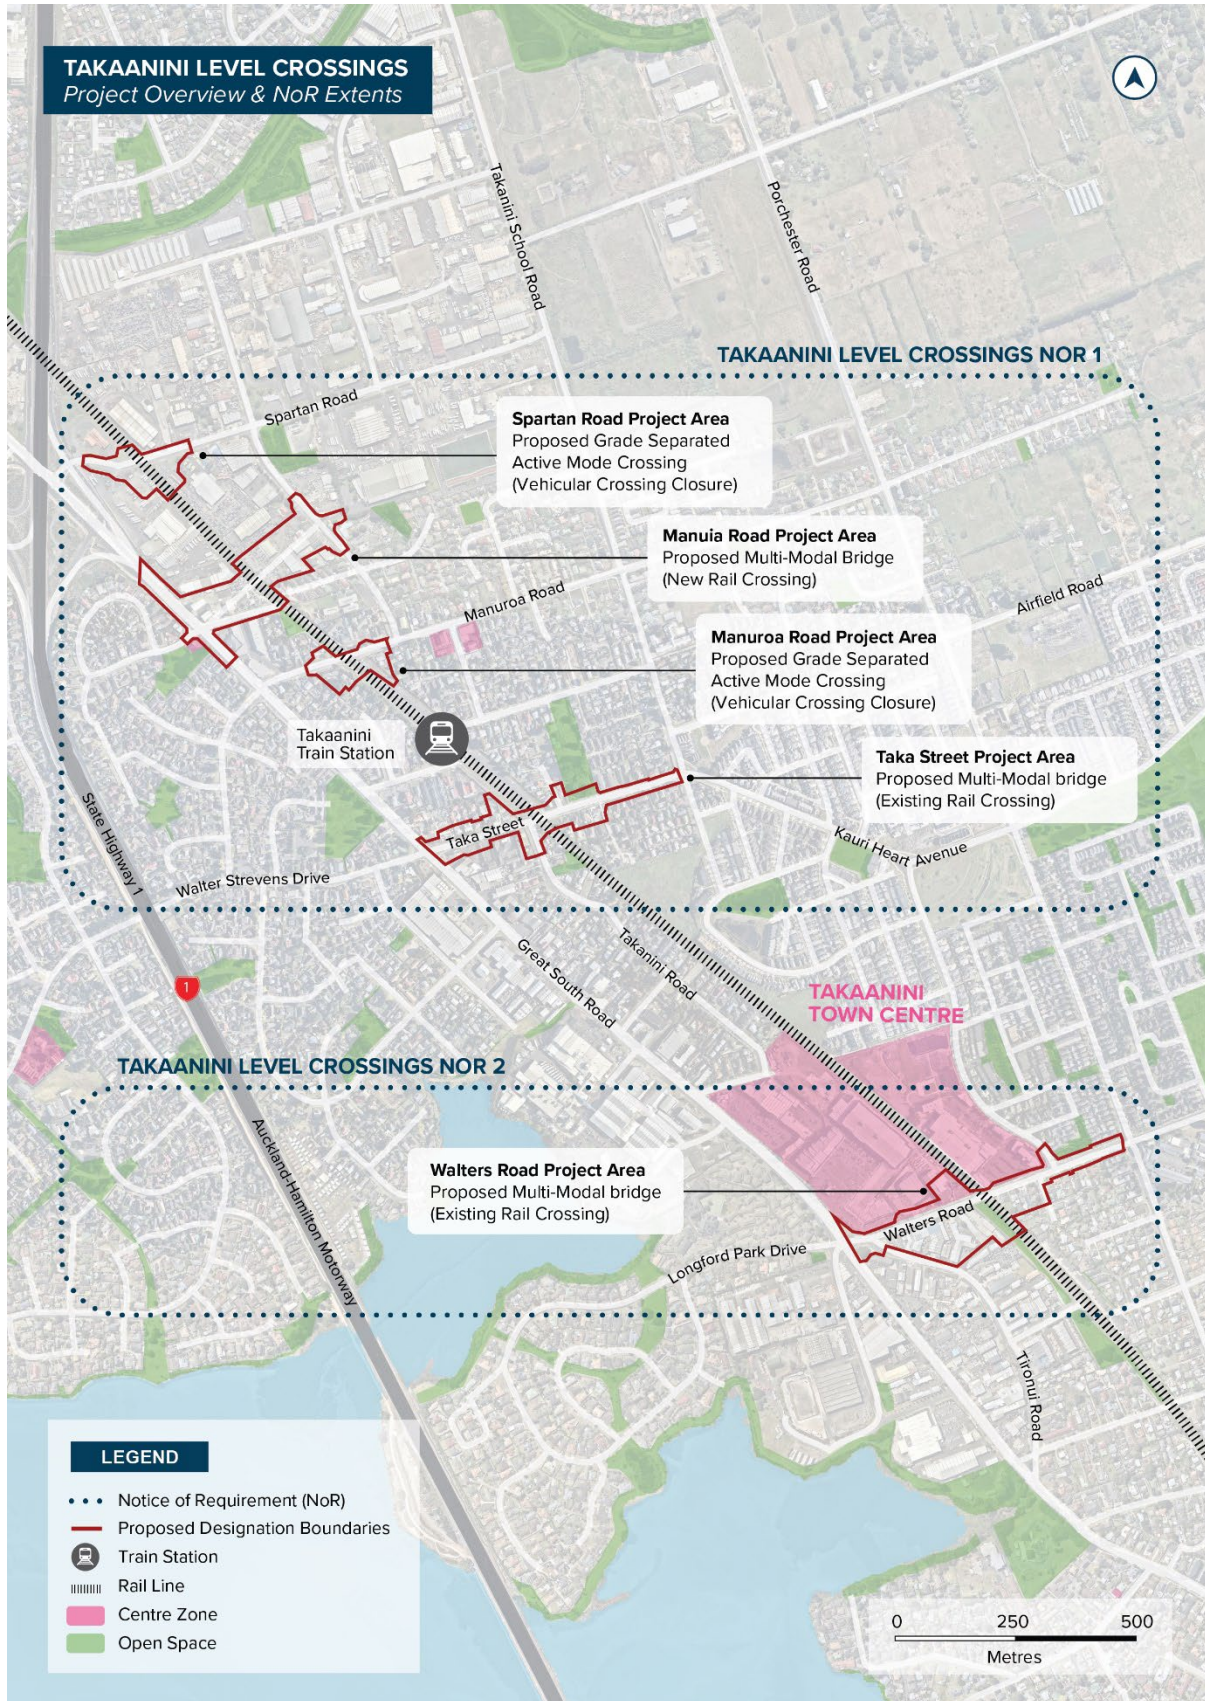 TAKAANINI LEVEL CROSSINGS
Project Overview & NoR Extents
Takanini School Road
Porchester Road
TAKAANINI LEVEL CROSSINGS NOR 1
Spartan Road
Spartan Road Project Area
Proposed Grade Separated
Active Mode Crossing
(Vehicular Crossing Closure)
Manuia Road Project Area
Proposed Multi-Modal Bridge
(New Rail Crossing)
Manuroa Road
Airfield Road
Manuroa Road Project Area
Proposed Grade Separated
Active Mode Crossing
(Vehicular Crossing Closure)
Takaanini
Train Station
Taka Street Project Area
Proposed Multi-Modal bridge
(Existing Rail Crossing)
State Highway 1
Taka Street
Kauri Heart Avenue
Walter Strevens Drive
Great South Road
Takanini Road
1
TAKAANINI
TOWN CENTRE
TAKAANINI LEVEL CROSSINGS NOR 2
Auckland-Hamilton Motorway
Walters Road Project Area
Proposed Multi-Modal bridge
(Existing Rail Crossing)
Walters Road
Longford Park Drive
Tironui Road
LEGEND
Notice of Requirement (NoR)
Proposed Designation Boundaries
Train Station
Rail Line
Centre Zone
Open Space
0 250 500
Metres